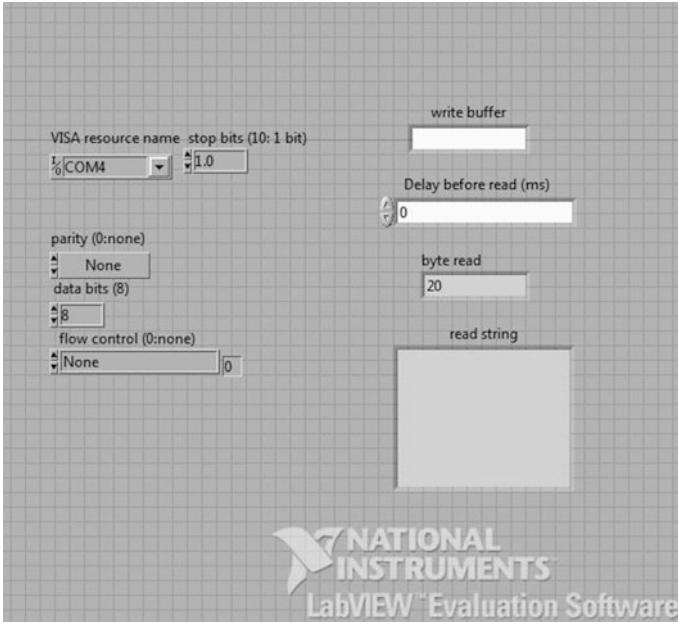 VISA resource name
COM4
stop bits (10: 1 bit)
1.0
parity (0:none)
None
data bits (8)
8
flow control (0:none)
None
0
write buffer
Delay before read (ms)
0
byte read
20
read string
NATIONAL
INSTRUMENTS
LabVIEW™ Evaluation Software